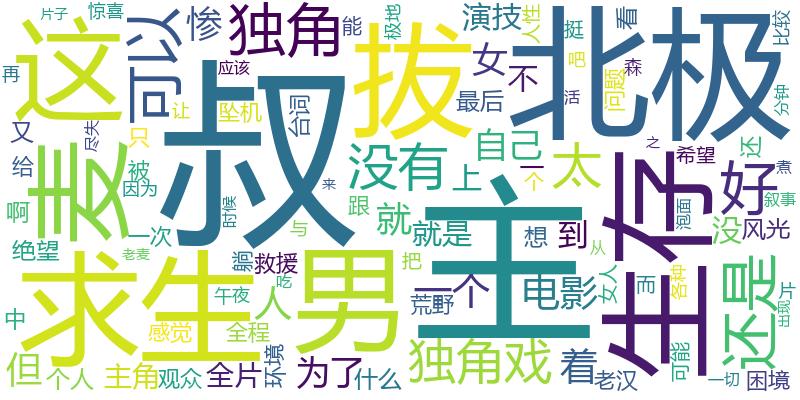 片子
惊喜
独角
能
极地
演技
人性
挺
看
比较
这
可以
惨
拔
北极
再
应该
女
不
吧
森
问题
叔
让
坠机
台词
最后
活
分钟
又
尽失
只
麦
没有
自己
一
个
太
之
希望
还
煮
给
被
因为
上
生存
好
啊
时候
来
跟
就
泡面
叙事
与
主
没
风光
绝望
一次
就是
想
到
从
老麦
躺
救援
把
求生
男
吃
一个
电影
女人
而
各种
片
还是
出现
中
午夜
人
荒野
感觉
全程
环境
独角戏
着
可能
但
个人
主角
观众
全片
为了
什么
老汉
一切
困境